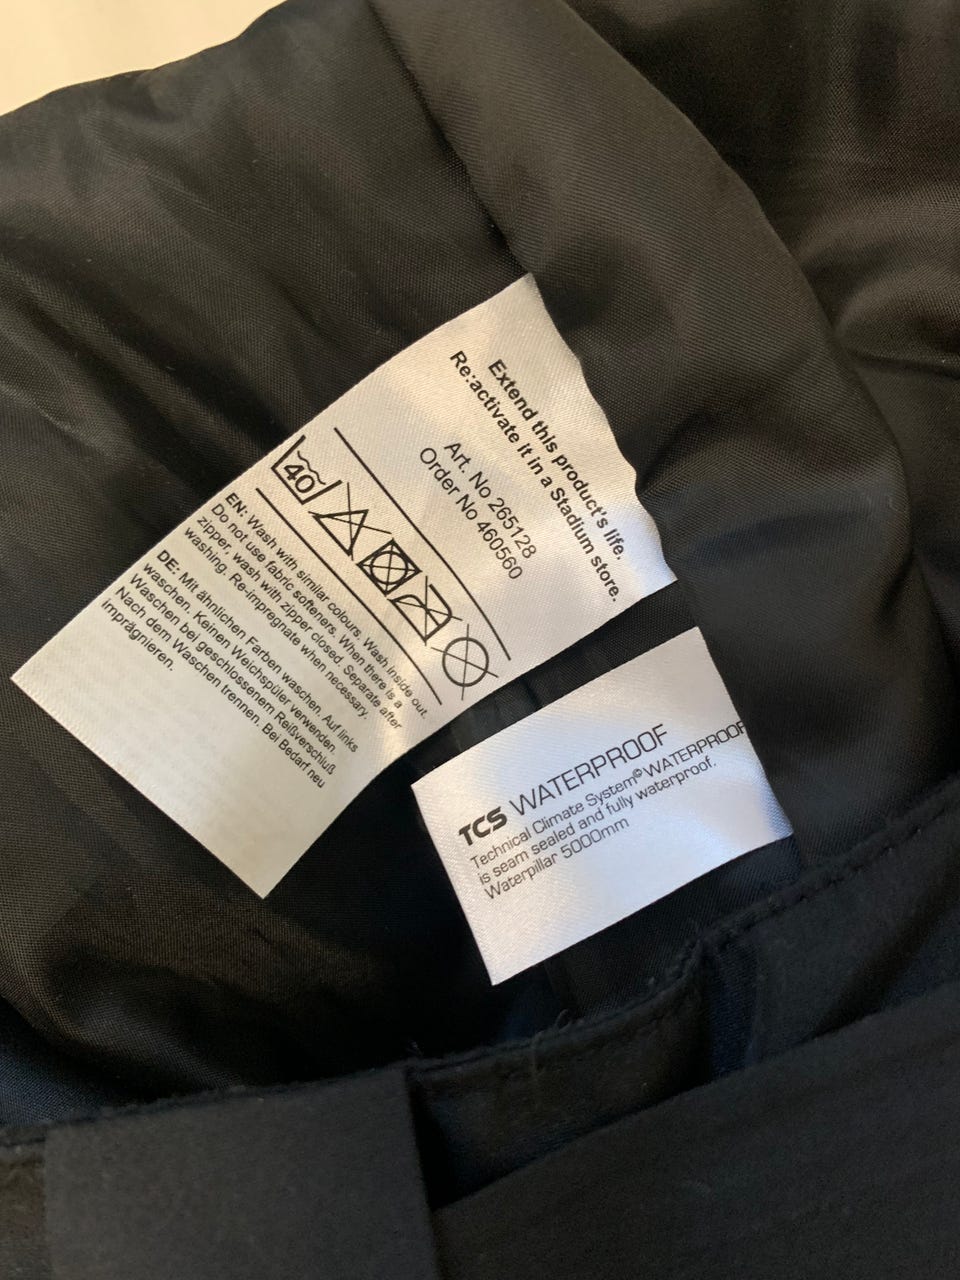 Extend this product's life.
Re:activate it in a Stadium store.
Art. No 265128
Order No 460560
40
EN: Wash with similar colours. Wash inside out.
Do not use fabric softeners. When there is a
zipper, wash with zipper closed. Separate after
washing. Re-impregnate when necessary.
DE: Mit ähnlichen Farben waschen. Auf links
waschen. Keinen Weichspüler verwenden.
Waschen bei geschlossenem Reißverschluß
Nach dem Waschen trennen. Bei Bedarf neu
imprägnieren.
TCS WATERPROOF
Technical Climate System© WATERPROOF
is seam sealed and fully waterproof.
Waterpillar 5000mm